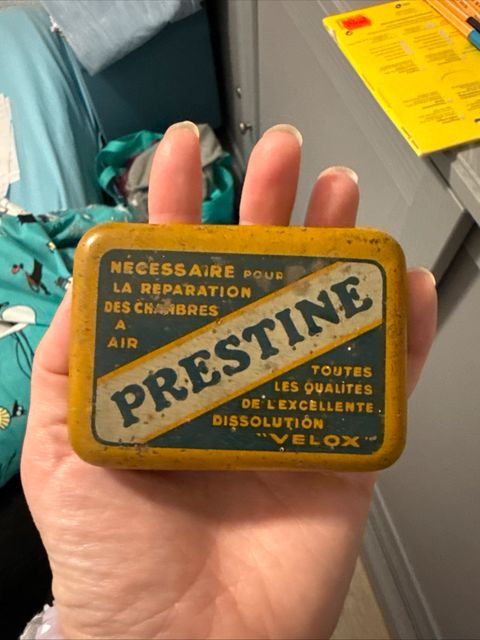 NECESSAIRE POUR
LA REPARATION
DES CHAMBRES
A
AIR
PRESTINE
TOUTES
LES QUALITES
DE L'EXCELLENTE
DISSOLUTION
"VELOX"